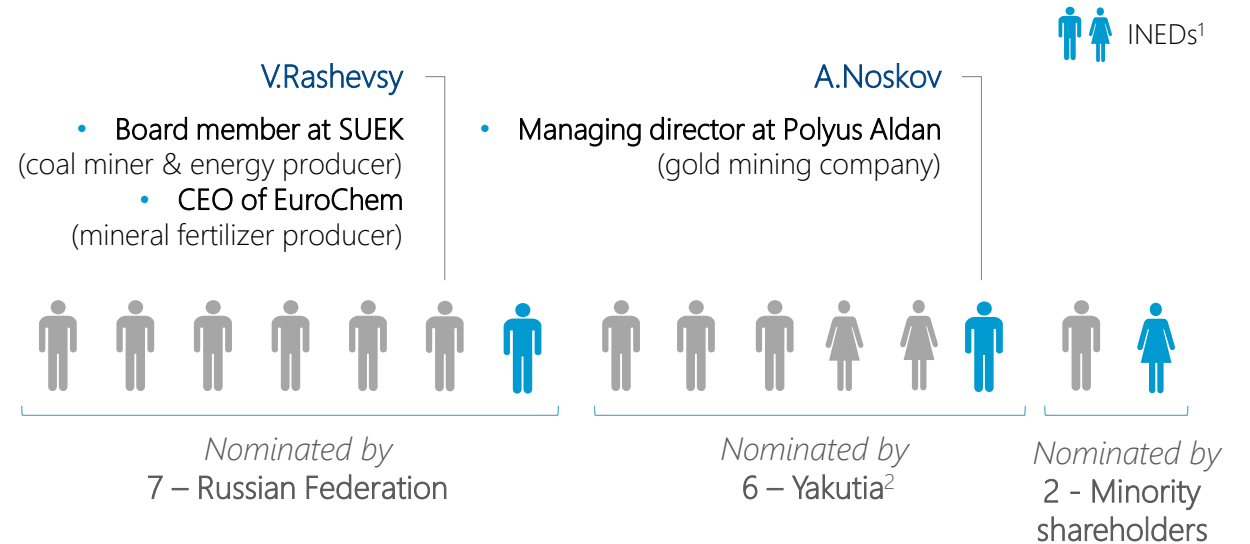 INEDs¹
V.Rashevsy
• Board member at SUEK
(coal miner & energy producer)
• CEO of EuroChem
(mineral fertilizer producer)
A.Noskov
• Managing director at Polyus Aldan
(gold mining company)
Nominated by
7 – Russian Federation
Nominated by
6 – Yakutia²
Nominated by
2 - Minority
shareholders